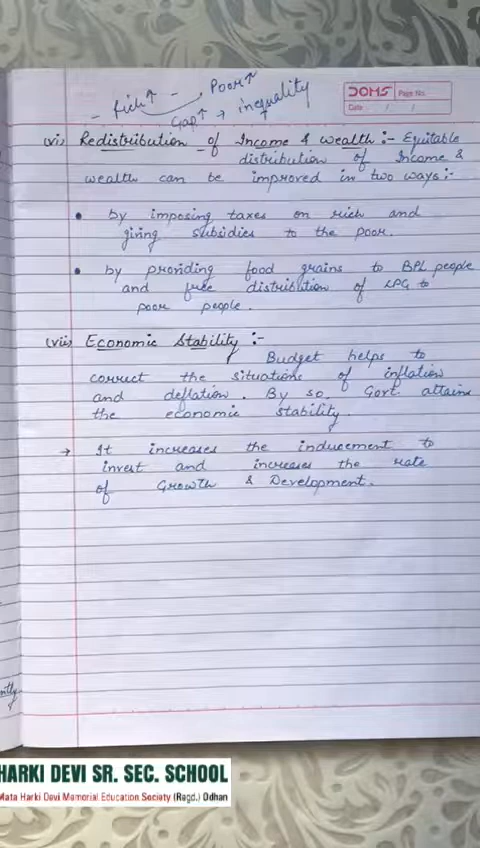 - Rich↑ - Poor↑
Gap↑ → inequality
DOMS Page No.
Date / /
(vi) Redistribution of Income & Wealth :- Equitable
distribution of Income &
wealth can be improved in two ways :-
• by imposing taxes on rich and
giving subsidies to the poor.
• by providing food grains to BPL people
and free distribution of LPG to
poor people.
(vii) Economic Stability :-
Budget helps to
correct the situations of inflation
and deflation. By so, Govt. attains
the economic stability.
→ It increases the inducement to
invest and increases the rate
of Growth & Development.
HARKI DEVI SR. SEC. SCHOOL
Mata Harki Devi Memorial Education Society (Regd.) Odhan